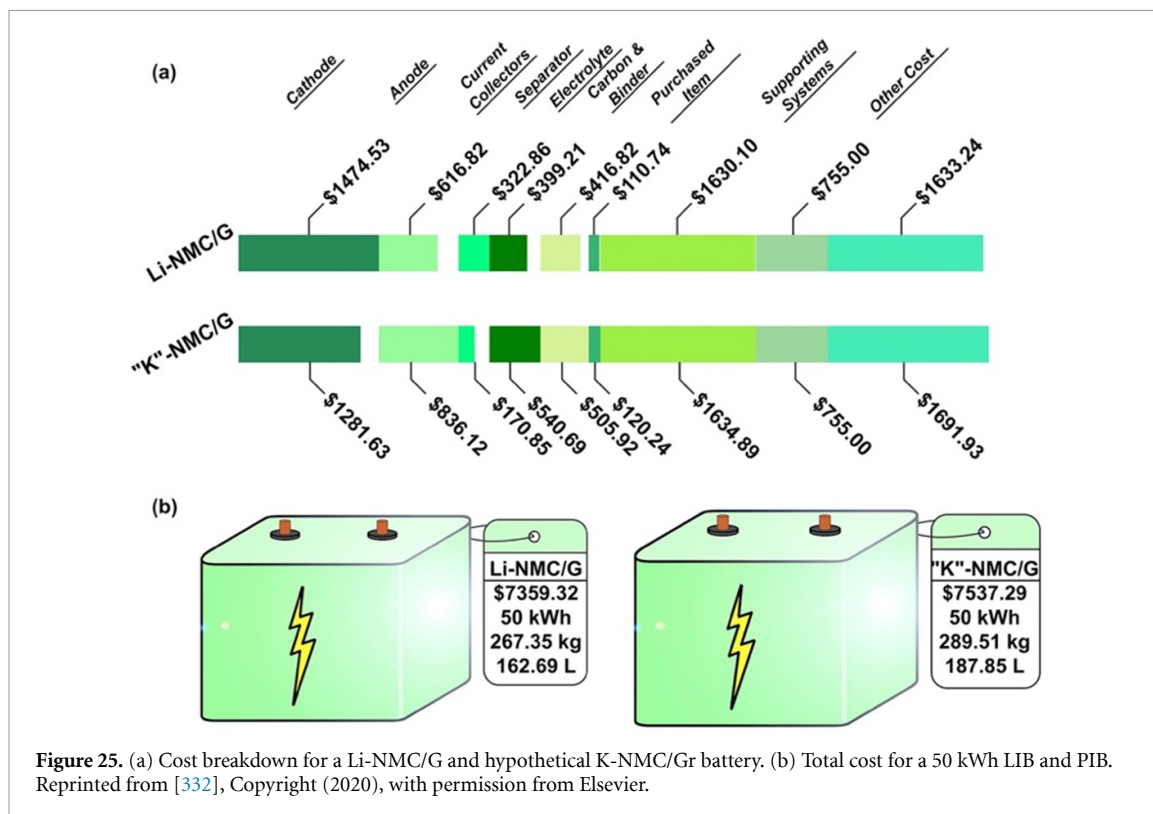 (a)
Cathode
Anode
Current
Collectors
Separator
Electrolyte
Carbon &
Binder
Purchased
Item
Supporting
Systems
Other Cost
$1474.53
$616.82
$322.86
$399.21
$416.82
$110.74
$1630.10
$755.00
$1633.24
Li-NMC/G
"K"-NMC/G
$1281.63
$836.12
$170.85
$540.69
$505.92
$120.24
$1634.89
$755.00
$1691.93
(b)
Li-NMC/G
$7359.32
50 kWh
267.35 kg
162.69 L
"K"-NMC/G
$7537.29
50 kWh
289.51 kg
187.85 L
Figure 25. (a) Cost breakdown for a Li-NMC/G and hypothetical K-NMC/Gr battery. (b) Total cost for a 50 kWh LIB and PIB.
Reprinted from [332], Copyright (2020), with permission from Elsevier.